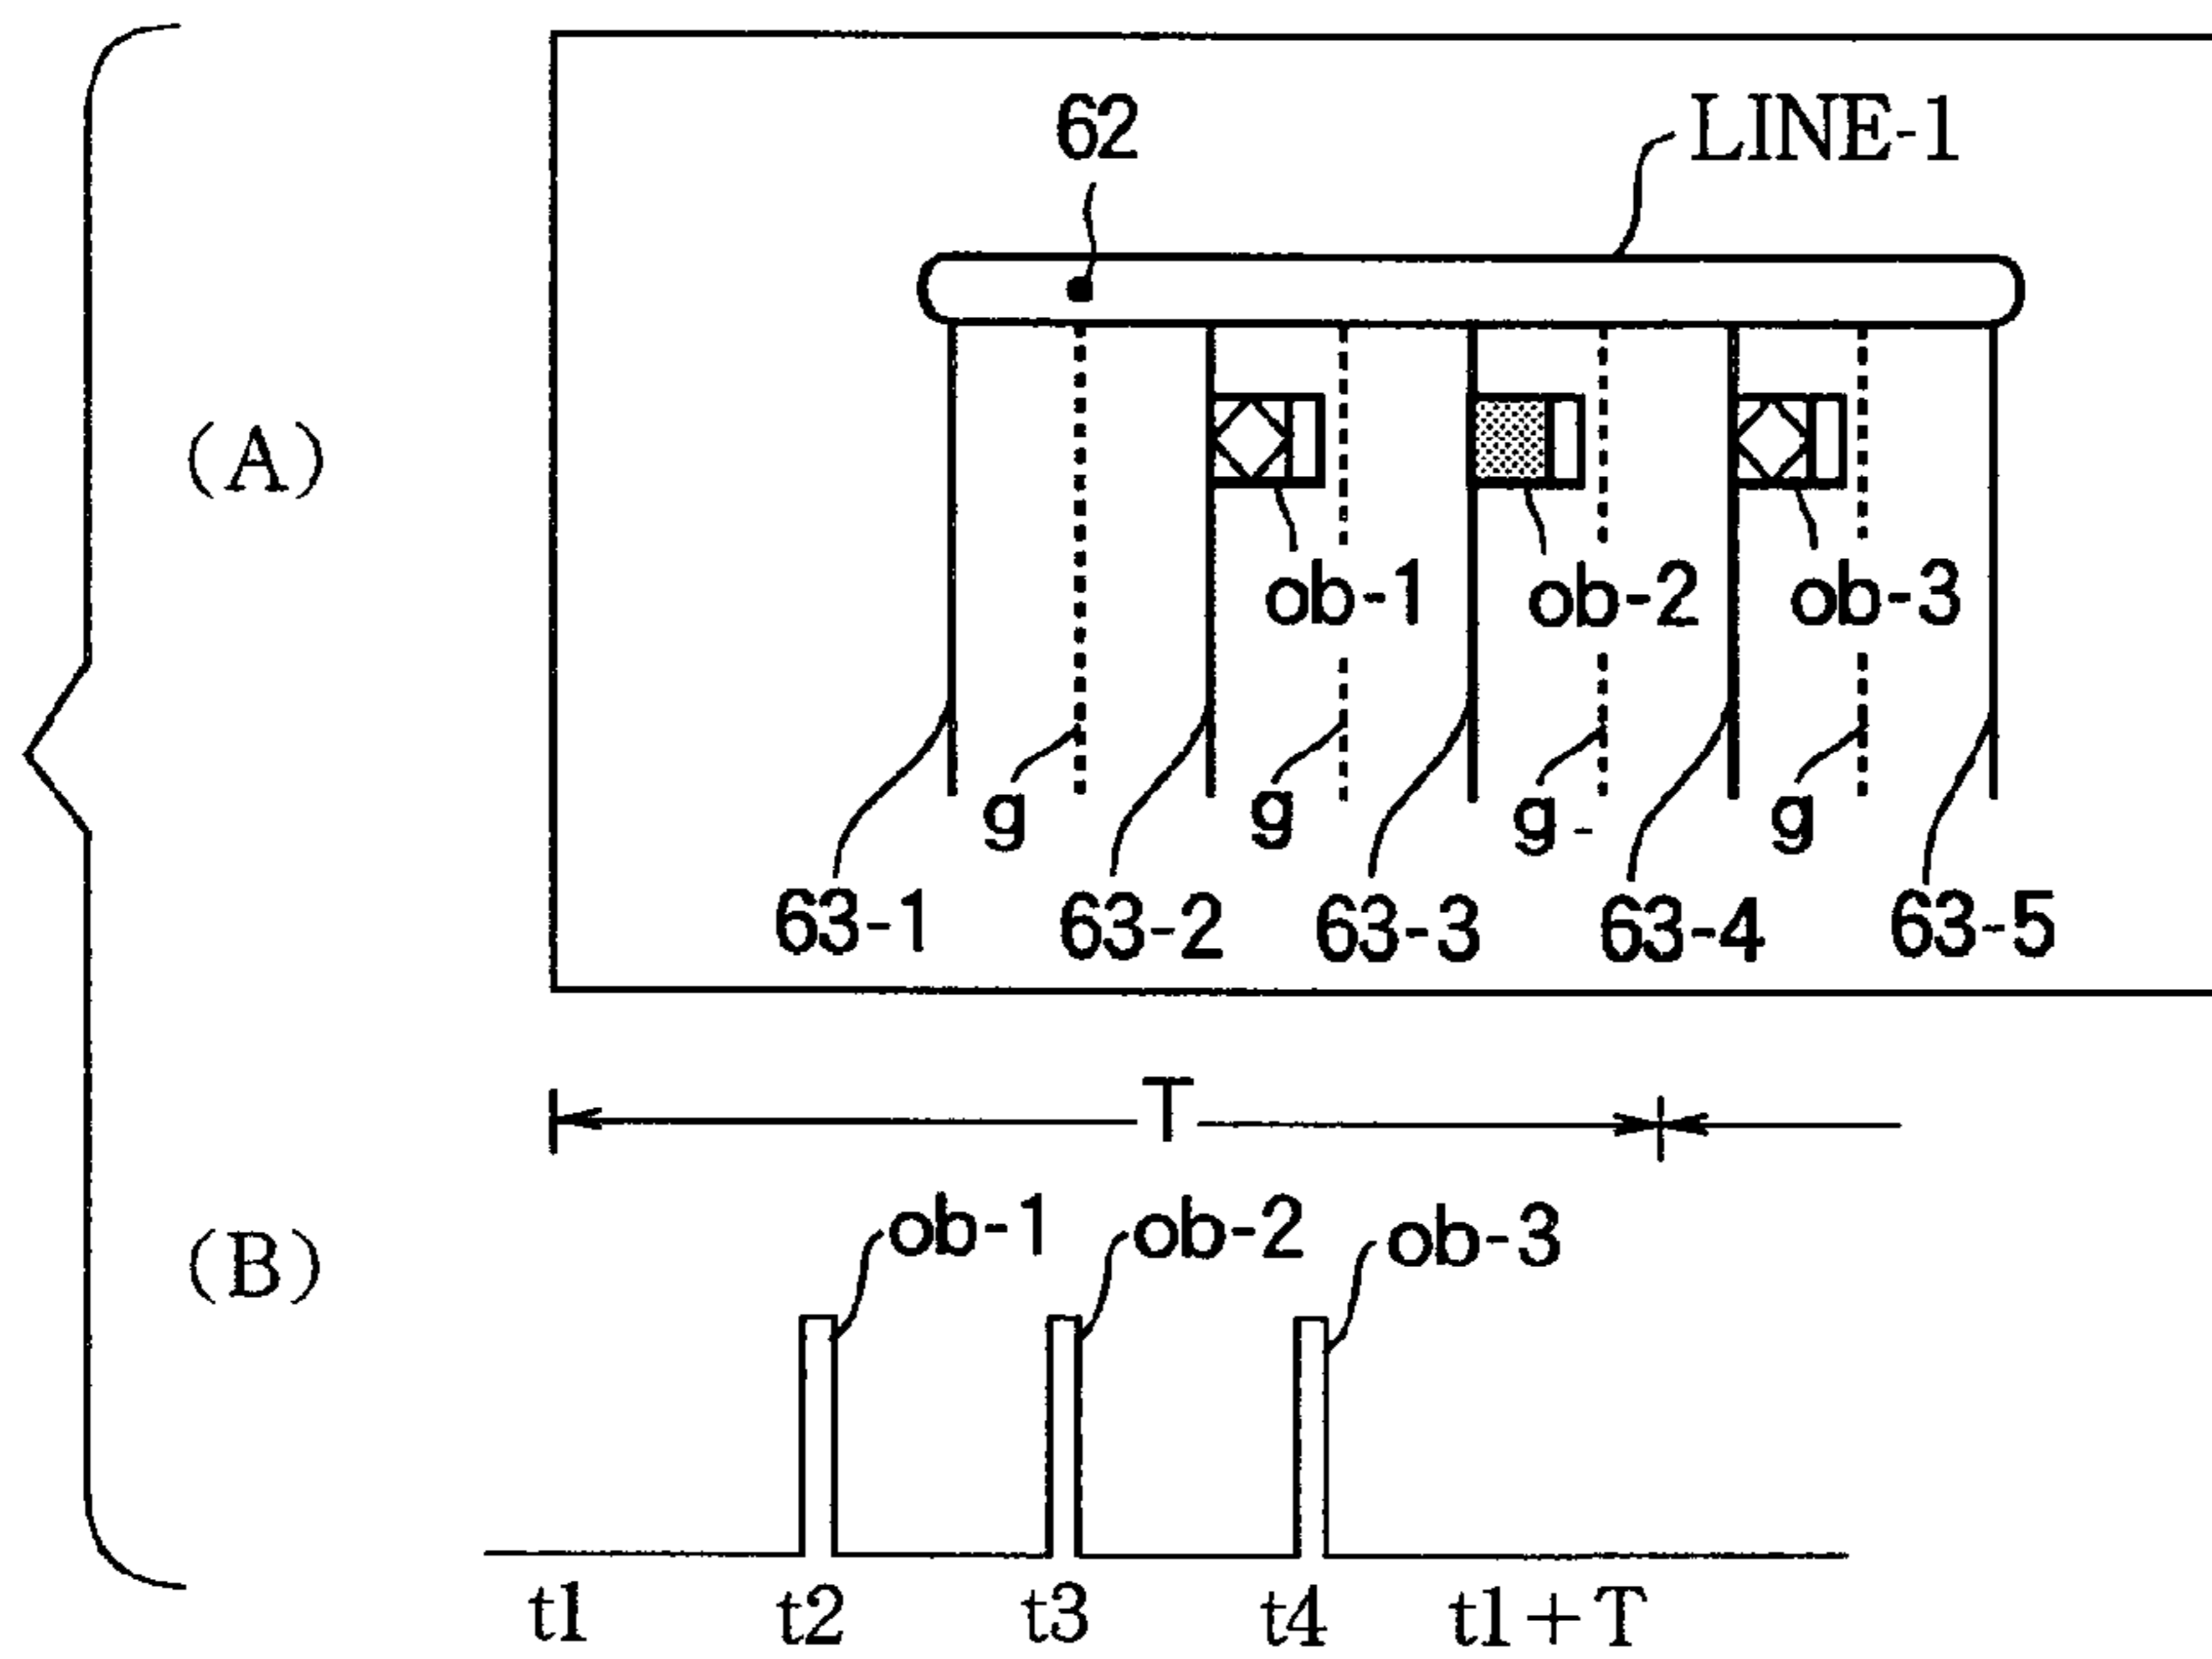 62
LINE-1
(A)
ob-1 ob-2 ob-3
g g g- g
63-1 63-2 63-3 63-4 63-5
T
(B)
ob-1 ob-2 ob-3
t1 t2 t3 t4 t1+T